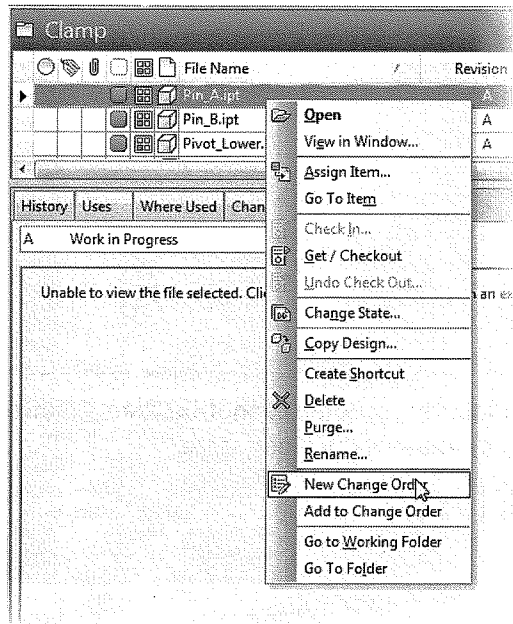 Clamp
File Name Revision
Pin_A.ipt A
Pin_B.ipt A
Pivot_Lower. A
Open
View in Window...
Assign Item...
Go To Item
Check In...
Get / Checkout
Undo Check Out...
Change State...
Copy Design...
Create Shortcut
Delete
Purge...
Rename...
New Change Order
Add to Change Order
Go to Working Folder
Go To Folder
History Uses Where Used Chan
A Work in Progress
Unable to view the file selected. Clic n an ex